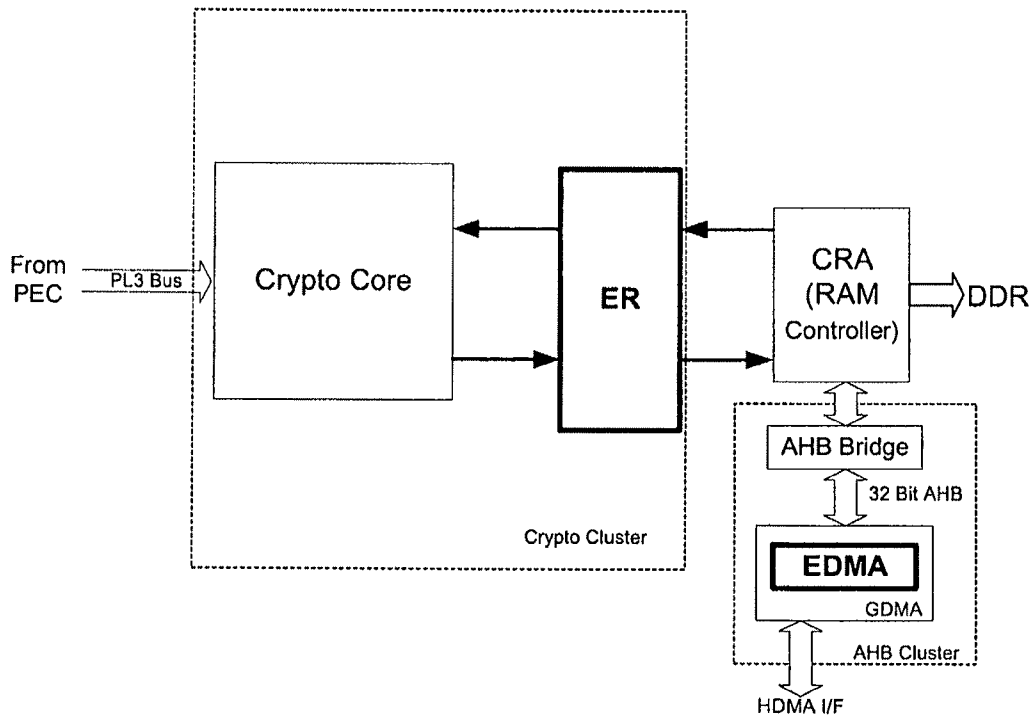 From
PEC
PL3 Bus
Crypto Core
ER
CRA
(RAM
Controller)
DDR
AHB Bridge
32 Bit AHB
Crypto Cluster
EDMA
GDMA
AHB Cluster
HDMA I/F